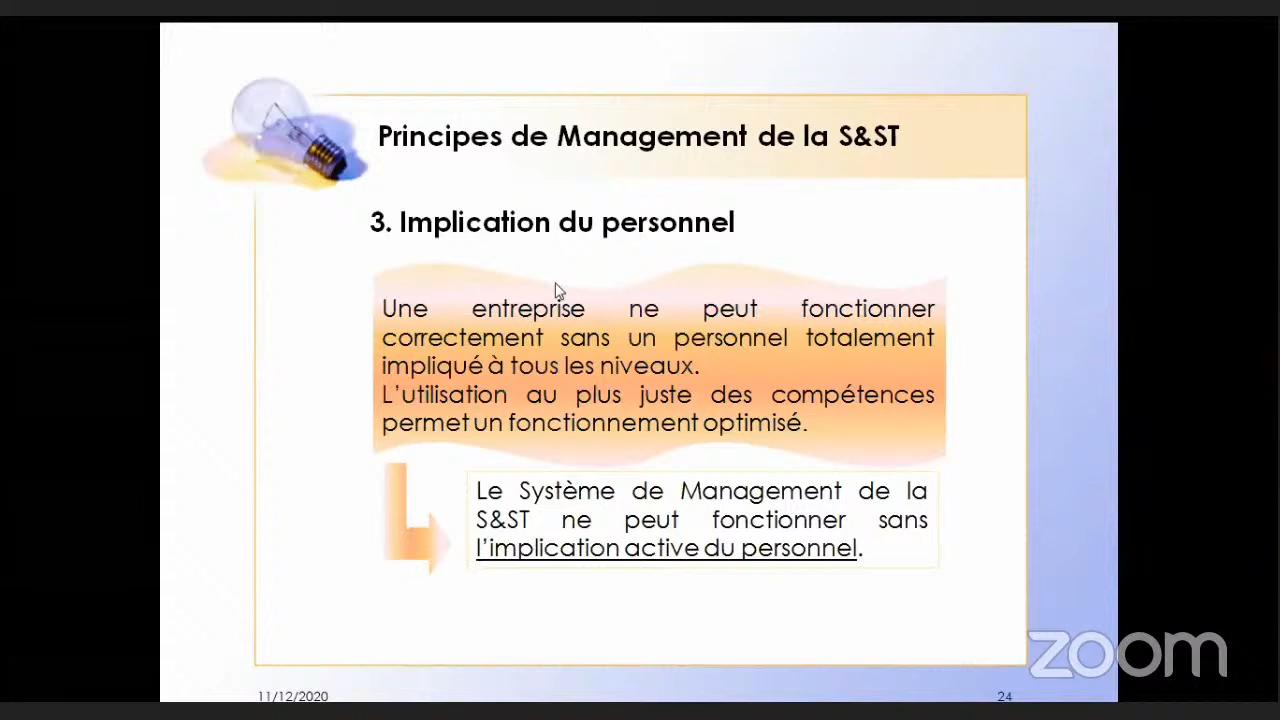 Principes de Management de la S&ST
3. Implication du personnel
Une entreprise ne peut fonctionner
correctement sans un personnel totalement
impliqué à tous les niveaux.
L'utilisation au plus juste des compétences
permet un fonctionnement optimisé.
Le Système de Management de la
S&ST ne peut fonctionner sans
l'implication active du personnel.
zoom
11/12/2020
24